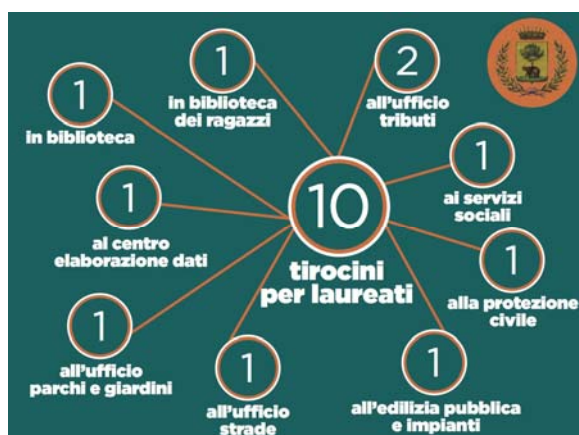 1
in biblioteca
1
in biblioteca
dei ragazzi
2
all'ufficio
tributi
1
ai servizi
sociali
1
al centro
elaborazione dati
10
tirocini
per laureati
1
alla protezione
civile
1
all'ufficio
parchi e giardini
1
all'ufficio
strade
1
all'edilizia pubblica
e impianti